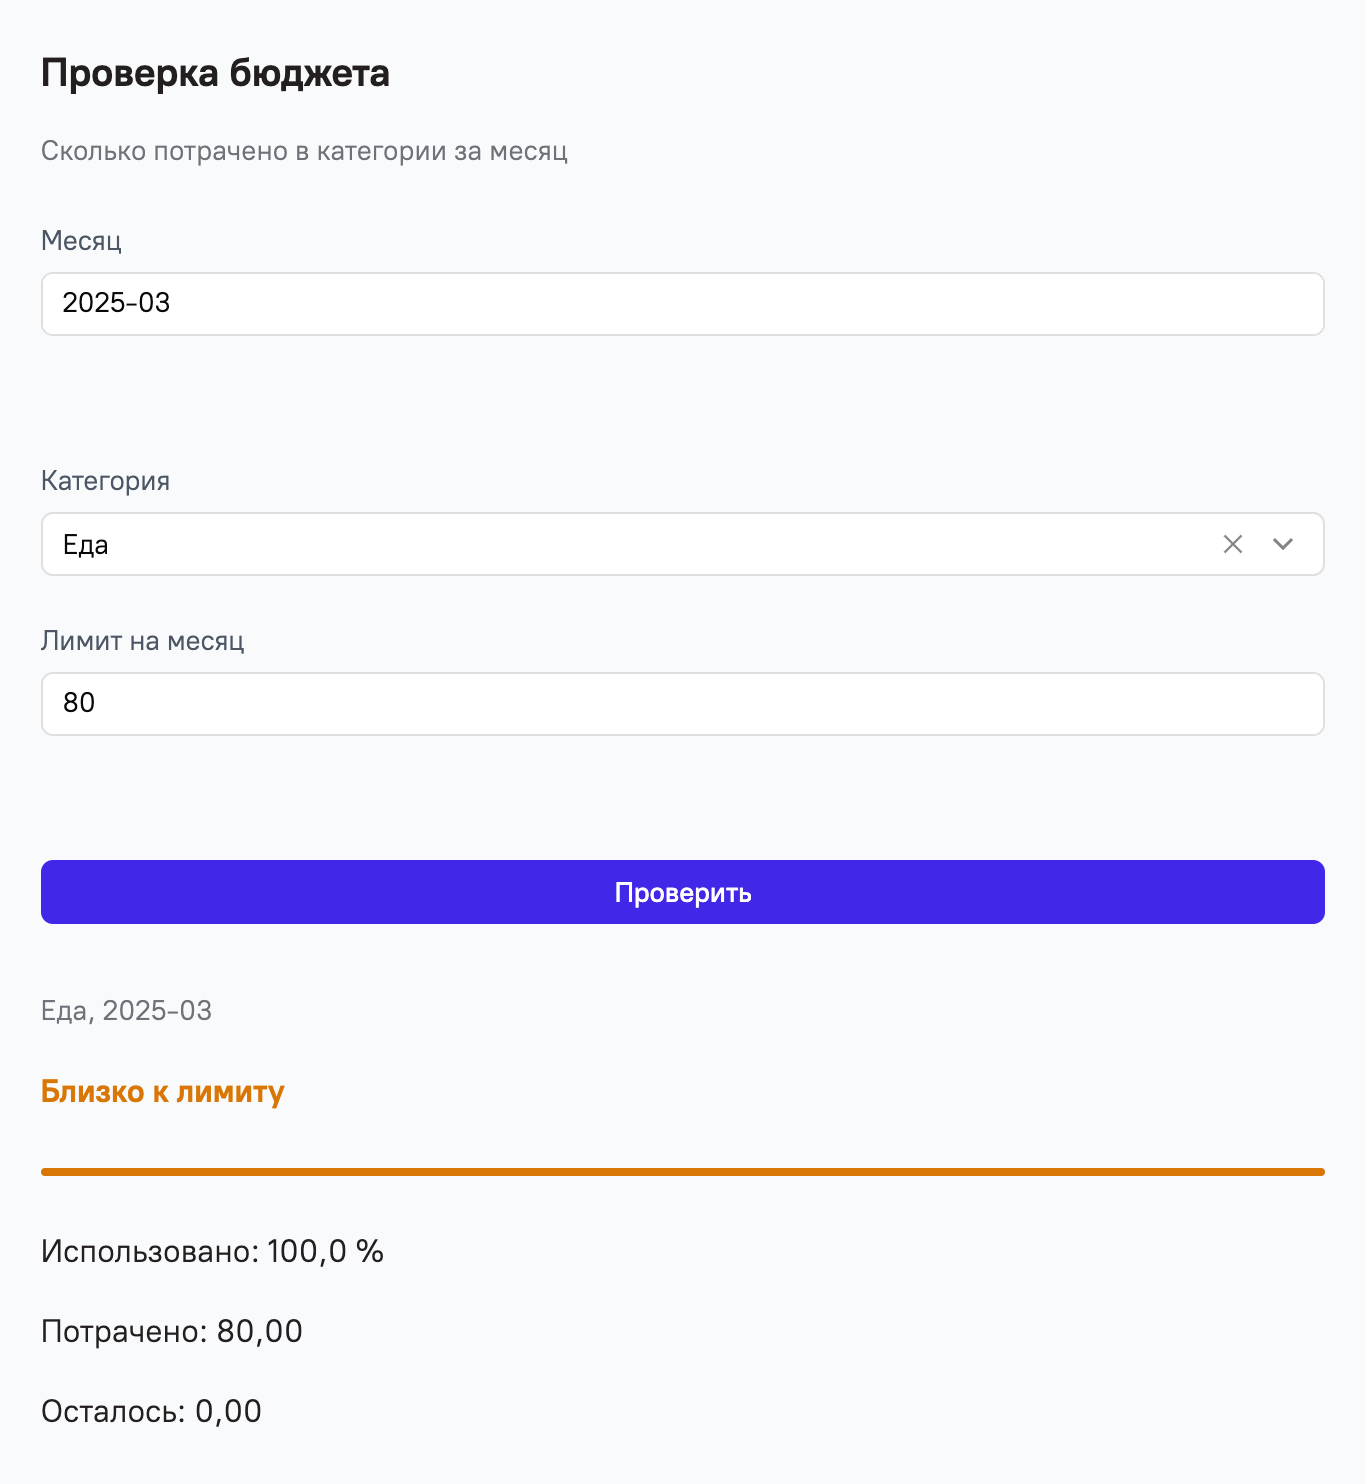 Проверка бюджета
Сколько потрачено в категории за месяц
Месяц
2025-03
Категория
Еда
Лимит на месяц
80
Проверить
Еда, 2025-03
Близко к лимиту
Использовано: 100,0 %
Потрачено: 80,00
Осталось: 0,00